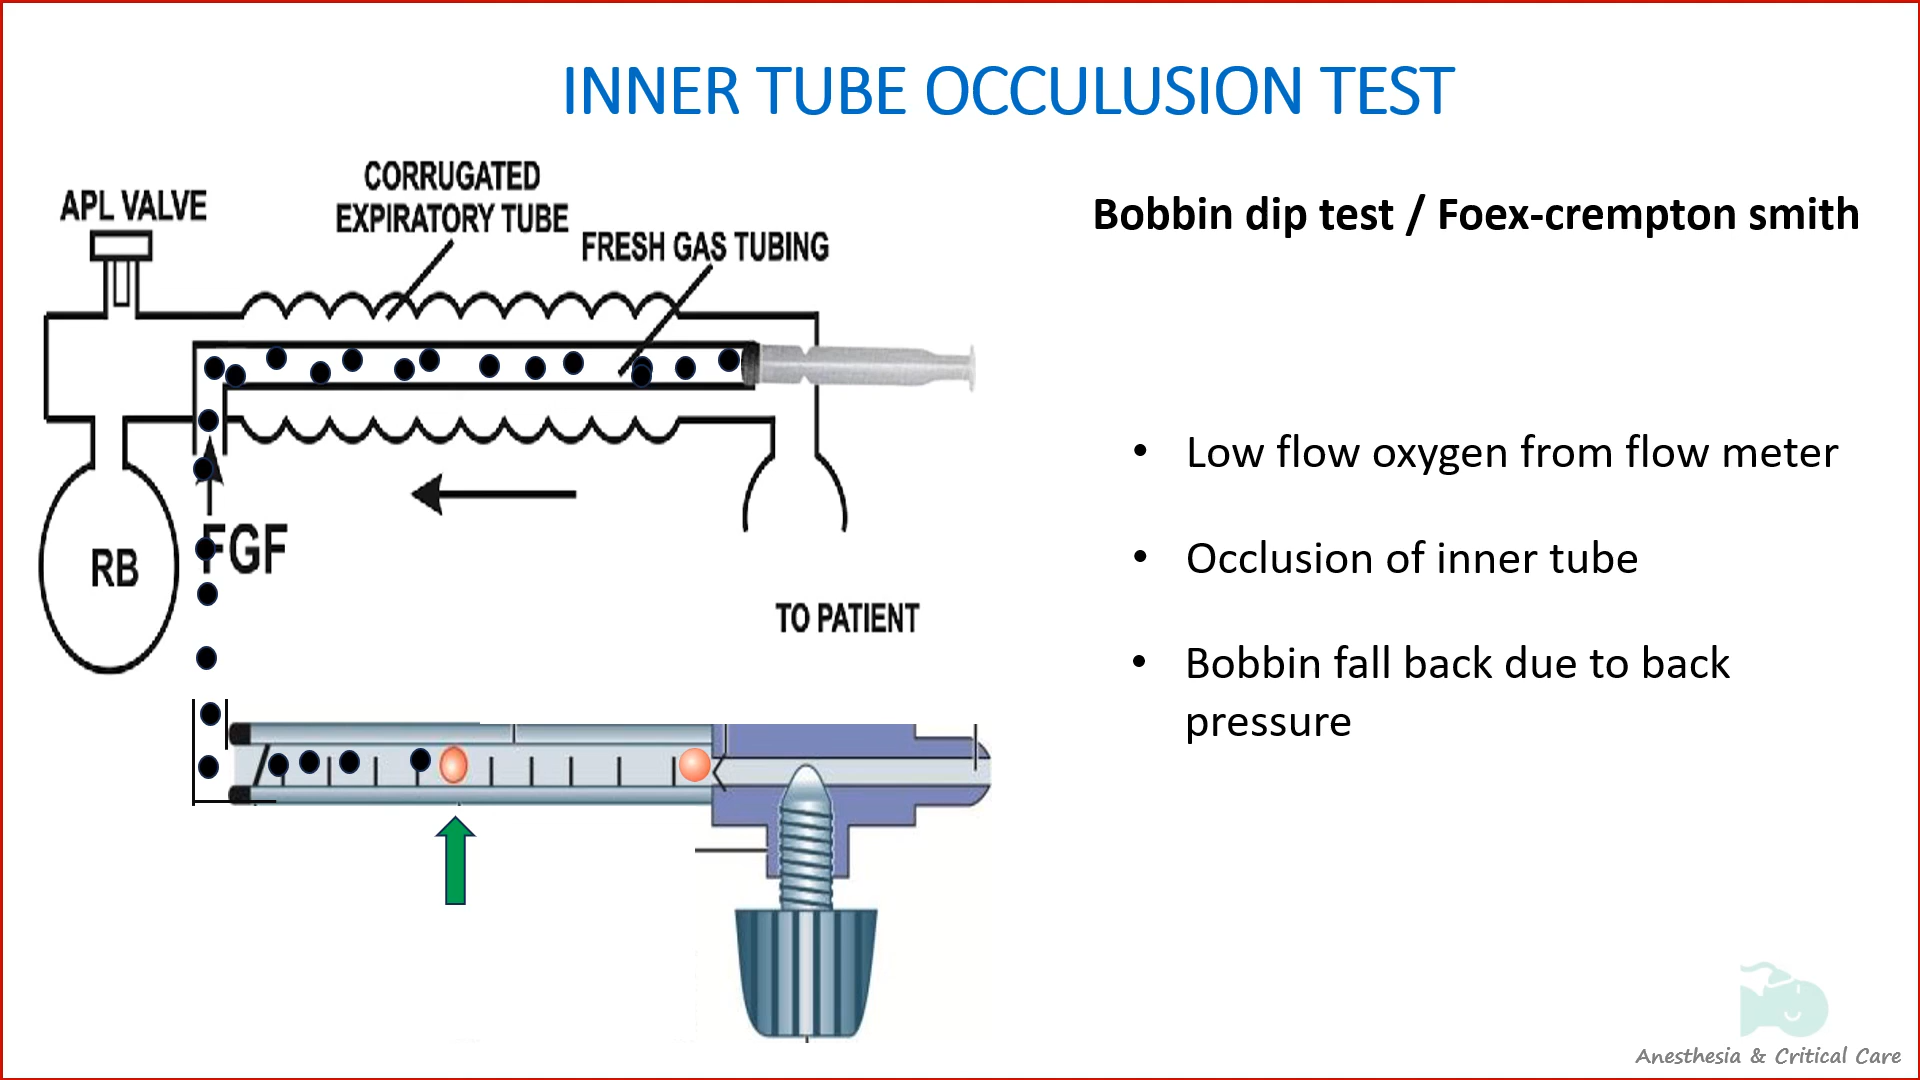 INNER TUBE OCCULUSION TEST
APL VALVE
CORRUGATED
EXPIRATORY TUBE
FRESH GAS TUBING
RB
FGF
TO PATIENT
Bobbin dip test / Foex-crempton smith
• Low flow oxygen from flow meter
• Occlusion of inner tube
• Bobbin fall back due to back
pressure
Anesthesia & Critical Care